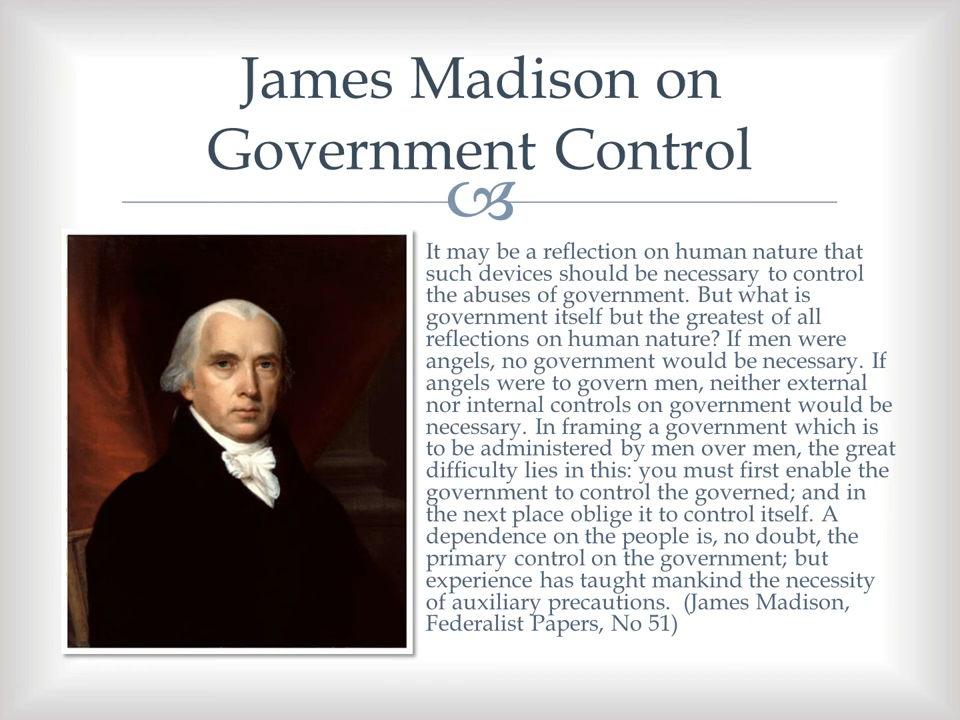 James Madison on
Government Control
It may be a reflection on human nature that
such devices should be necessary to control
the abuses of government. But what is
government itself but the greatest of all
reflections on human nature? If men were
angels, no government would be necessary. If
angels were to govern men, neither external
nor internal controls on government would be
necessary. In framing a government which is
to be administered by men over men, the great
difficulty lies in this: you must first enable the
government to control the governed; and in
the next place oblige it to control itself. A
dependence on the people is, no doubt, the
primary control on the government; but
experience has taught mankind the necessity
of auxiliary precautions. (James Madison,
Federalist Papers, No 51)